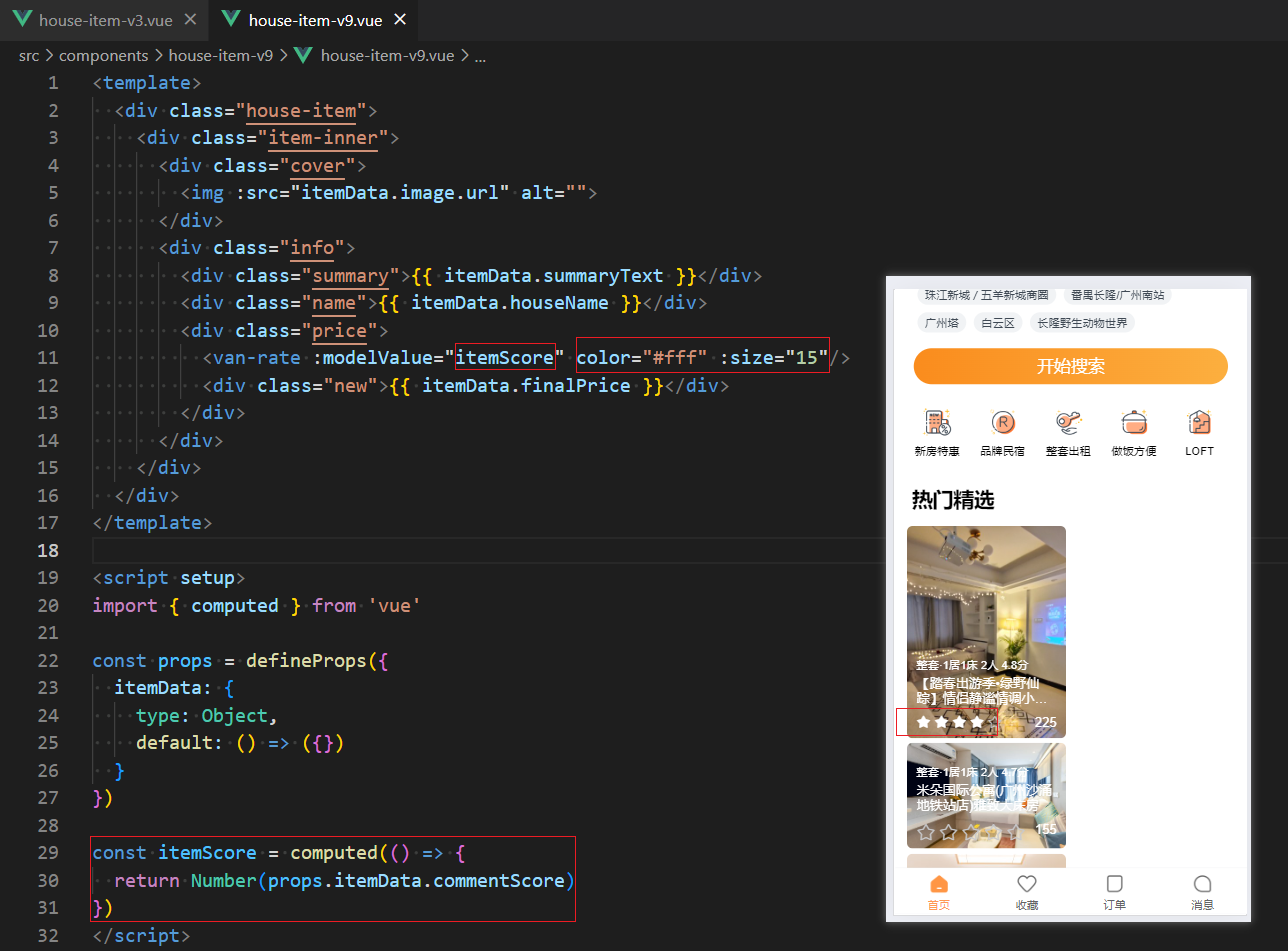 house-item-v3.vue
house-item-v9.vue
src > components > house-item-v9 > house-item-v9.vue > ...
1 <template>
2 <div class="house-item">
3 <div class="item-inner">
4 <div class="cover">
5 <img :src="itemData.image.url" alt="">
6 </div>
7 <div class="info">
8 <div class="summary">{{ itemData.summaryText }}</div>
9 <div class="name">{{ itemData.houseName }}</div>
10 <div class="price">
11 <van-rate :modelValue="itemScore" color="#fff" :size="15"/>
12 <div class="new">{{ itemData.finalPrice }}</div>
13 </div>
14 </div>
15 </div>
16 </div>
17 </template>
18
19 <script setup>
20 import { computed } from 'vue'
21
22 const props = defineProps({
23 itemData: {
24 type: Object,
25 default: () => ({})
26 }
27 })
28
29 const itemScore = computed(() => {
30 return Number(props.itemData.commentScore)
31 })
32 </script>
珠江新城 / 五羊新城商圈 番禺长隆/广州南站
广州塔 白云区 长隆野生动物世界
开始搜索
新房特惠 品牌民宿 整套出租 做饭方便 LOFT
热门精选
整套·1居1床 2人 4.8分
【踏春出游季•绿野仙
踪】情侣静谧情调小...
225
整套·1居1床 2人 4.7分
米朵国际公寓(广州沙涌
地铁站店)雅致大床房
155
首页 收藏 订单 消息